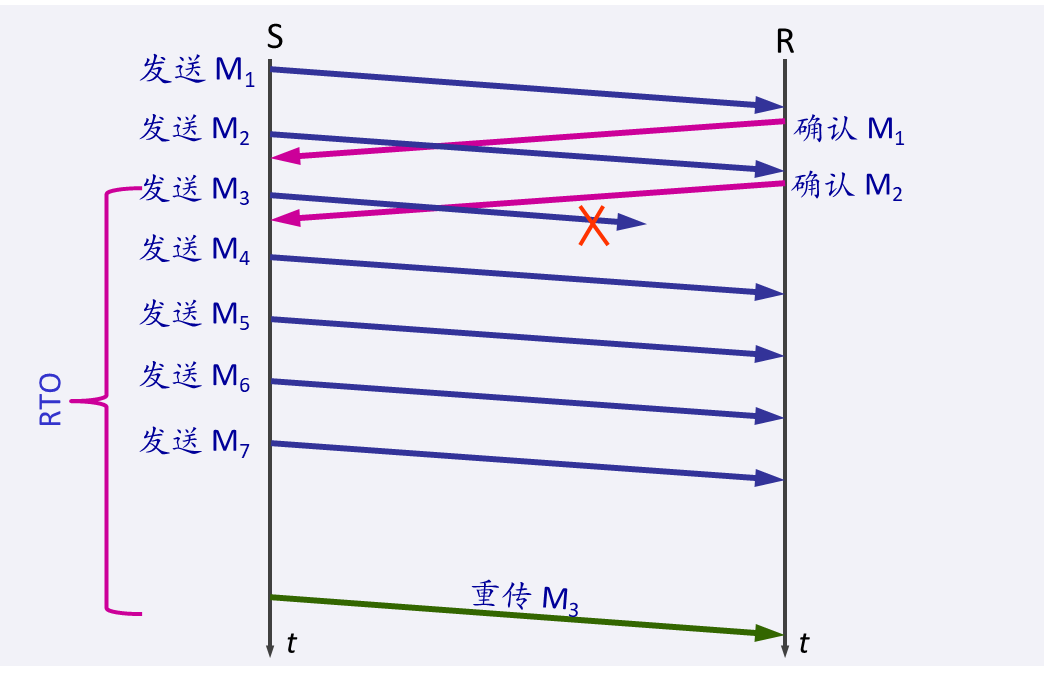 S
R
发送 M₁
发送 M₂
确认 M₁
发送 M₃
确认 M₂
发送 M₄
发送 M₅
发送 M₆
RTO
发送 M₇
重传 M₃
t
t